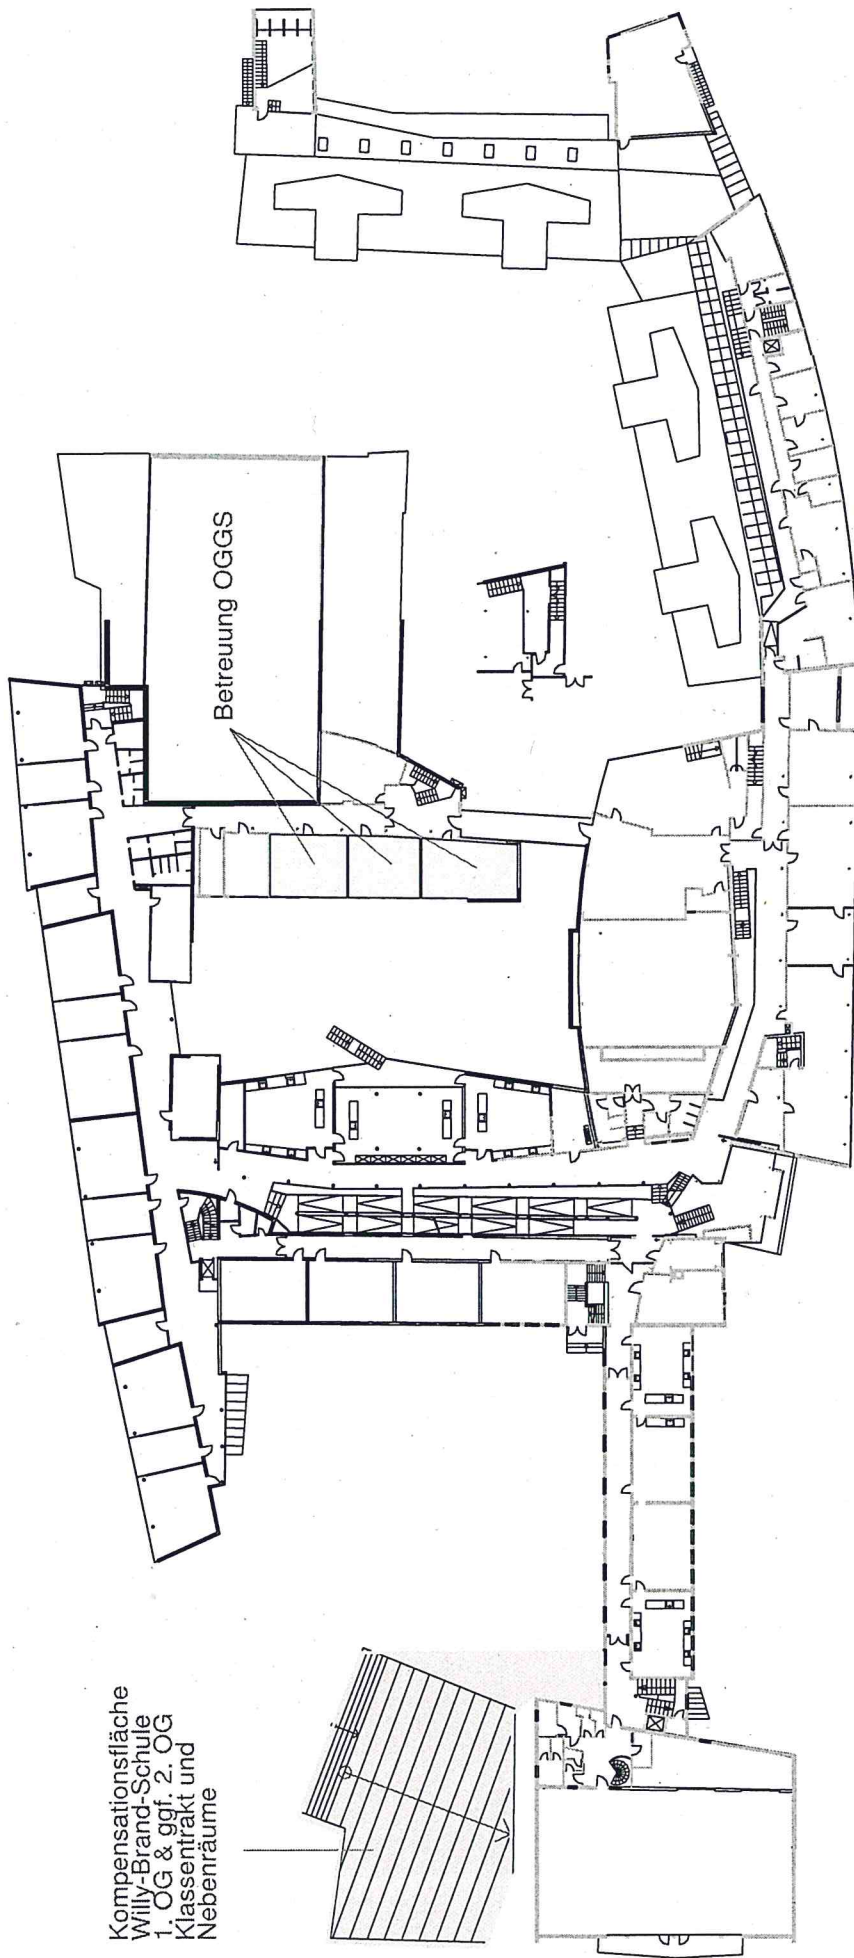 Betreuung OGGS
Kompensationsfläche
Willy-Brand-Schule
1. OG & ggf. 2. OG
Klassentrakt und
Nebenräume